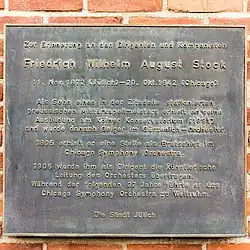 Zur Erinnerung an den Dirigenten und Komponisten
Friedrich Wilhelm August Stock
11. Nov. 1872 (Jülich) – 20. Okt. 1942 (Chicago)
Als Sohn eines in der Zitadelle stationierten
preussischen Militärkapellmeisters erhielt er seine
Ausbildung am Kölner Konservatorium
und wurde danach Geiger im Gürzenich-Orchester.
1895 erhielt er eine Stelle als Bratschist im
Chicago Symphony Orchestra.
1905 wurde ihm als Dirigent die künstlerische
Leitung des Orchesters übertragen.
Während der folgenden 37 Jahre führte er das
Chicago Symphony Orchestra zu Weltruhm.
Die Stadt Jülich